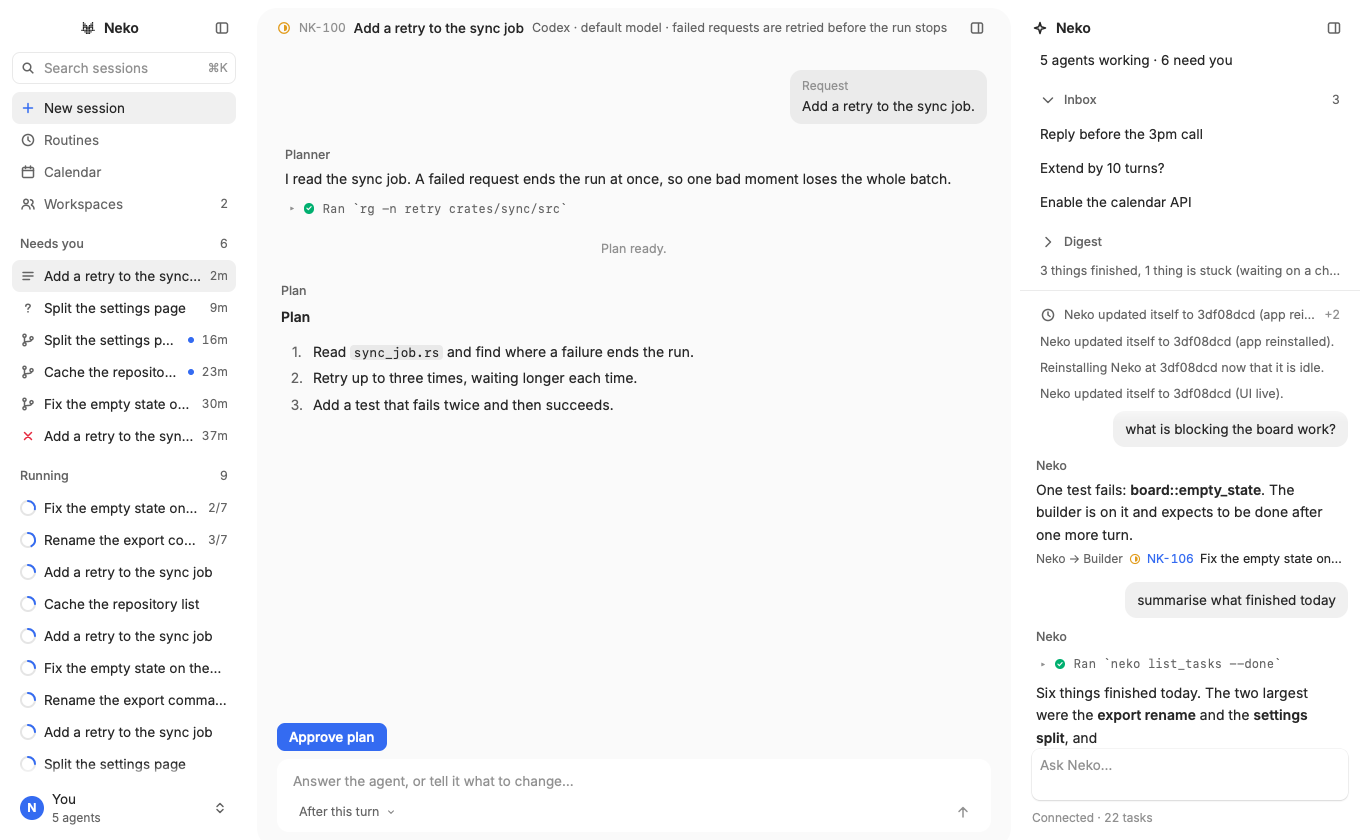 Neko
Search sessions ⌘K
New session
Routines
Calendar
Workspaces 2
Needs you 6
Add a retry to the sync... 2m
Split the settings page 9m
Split the settings p... 16m
Cache the reposito... 23m
Fix the empty state o... 30m
Add a retry to the syn... 37m
Running 9
Fix the empty state on... 2/7
Rename the export co... 3/7
Add a retry to the sync job
Cache the repository list
Add a retry to the sync job
Fix the empty state on the...
Rename the export comma...
Add a retry to the sync job
Split the settings page
N
You
5 agents
NK-100 Add a retry to the sync job Codex · default model · failed requests are retried before the run stops
Request
Add a retry to the sync job.
Planner
I read the sync job. A failed request ends the run at once, so one bad moment loses the whole batch.
Ran `rg -n retry crates/sync/src`
Plan ready.
Plan
Plan
1. Read sync_job.rs and find where a failure ends the run.
2. Retry up to three times, waiting longer each time.
3. Add a test that fails twice and then succeeds.
Approve plan
Answer the agent, or tell it what to change...
After this turn
Neko
5 agents working · 6 need you
Inbox 3
Reply before the 3pm call
Extend by 10 turns?
Enable the calendar API
Digest
3 things finished, 1 thing is stuck (waiting on a ch...
Neko updated itself to 3df08dcd (app rei... +2
Neko updated itself to 3df08dcd (app reinstalled).
Reinstalling Neko at 3df08dcd now that it is idle.
Neko updated itself to 3df08dcd (UI live).
what is blocking the board work?
Neko
One test fails: board::empty_state. The
builder is on it and expects to be done after
one more turn.
Neko → Builder NK-106 Fix the empty state on...
summarise what finished today
Neko
Ran `neko list_tasks --done`
Six things finished today. The two largest
were the export rename and the settings
split, and
Ask Neko...
Connected · 22 tasks